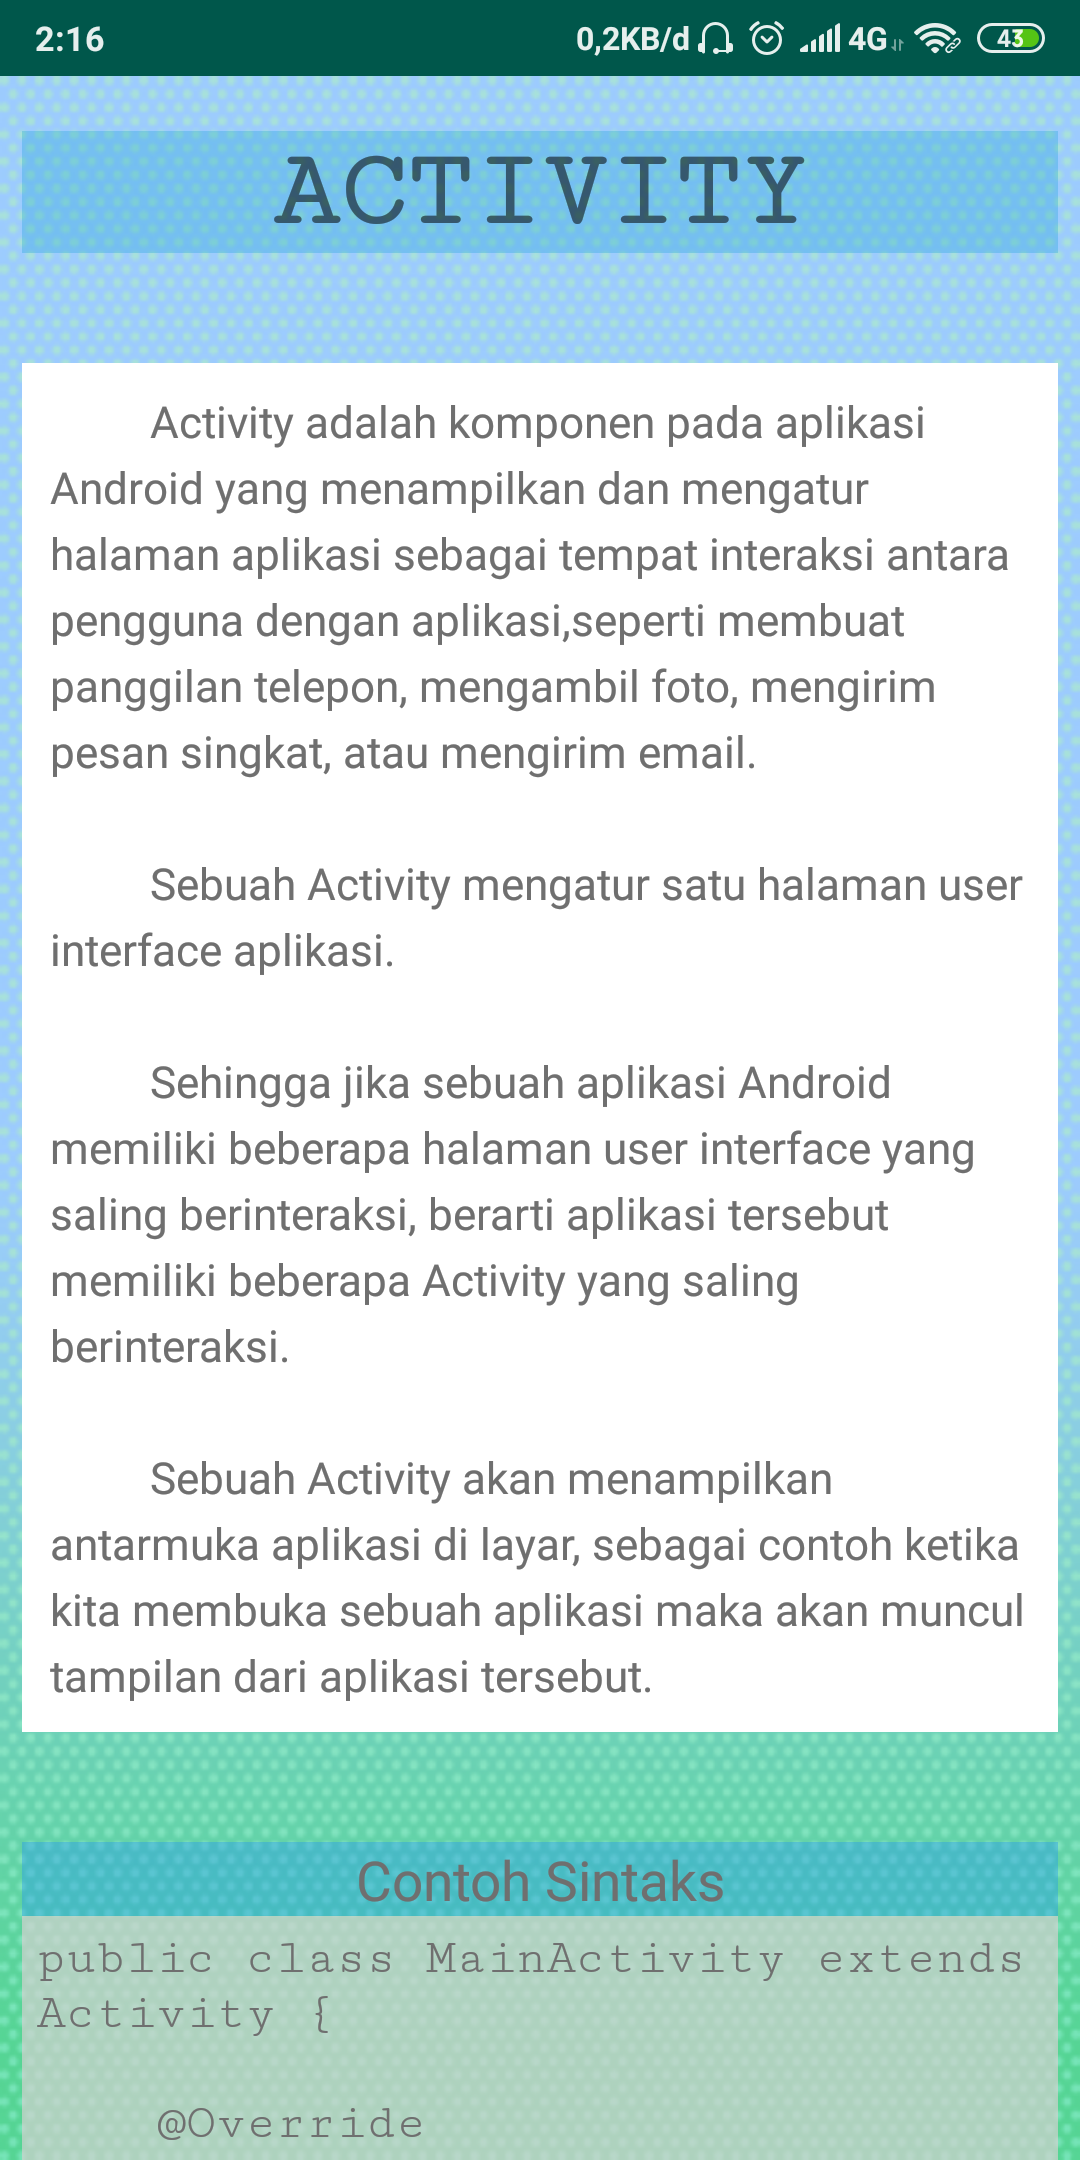 2:16
0,2KB/d
4G
43
ACTIVITY
Activity adalah komponen pada aplikasi
Android yang menampilkan dan mengatur
halaman aplikasi sebagai tempat interaksi antara
pengguna dengan aplikasi,seperti membuat
panggilan telepon, mengambil foto, mengirim
pesan singkat, atau mengirim email.
Sebuah Activity mengatur satu halaman user
interface aplikasi.
Sehingga jika sebuah aplikasi Android
memiliki beberapa halaman user interface yang
saling berinteraksi, berarti aplikasi tersebut
memiliki beberapa Activity yang saling
berinteraksi.
Sebuah Activity akan menampilkan
antarmuka aplikasi di layar, sebagai contoh ketika
kita membuka sebuah aplikasi maka akan muncul
tampilan dari aplikasi tersebut.
Contoh Sintaks
public class MainActivity extends
Activity {
@Override